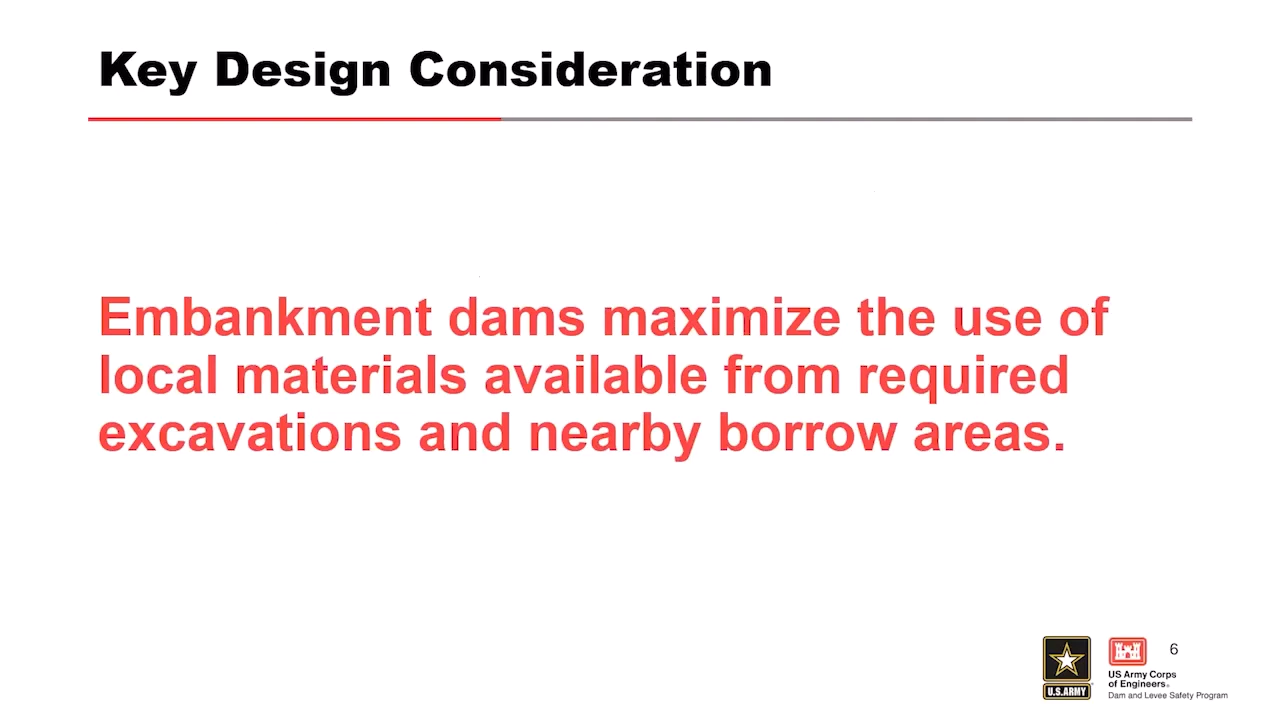 Key Design Consideration
Embankment dams maximize the use of
local materials available from required
excavations and nearby borrow areas.
6
U.S.ARMY
US Army Corps
of Engineers®
Dam and Levee Safety Program